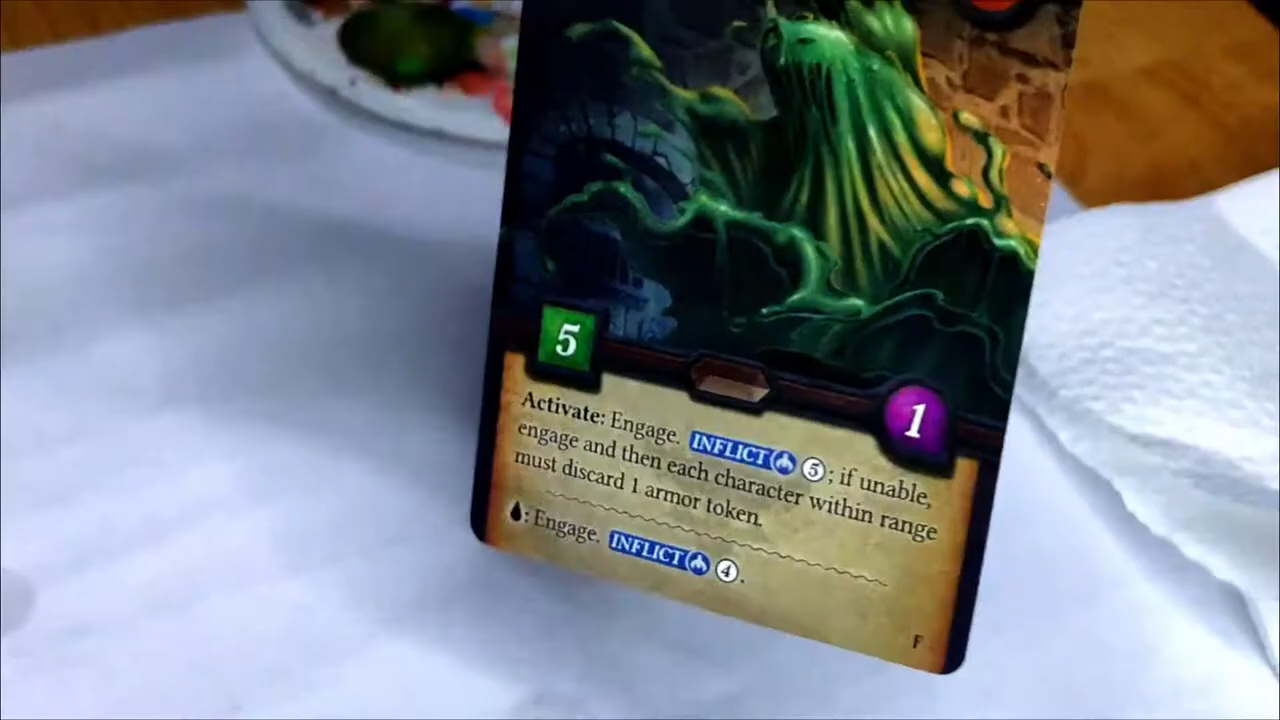 5
1
Activate: Engage. INFLICT 5; if unable,
engage and then each character within range
must discard 1 armor token.
: Engage. INFLICT 4.
F